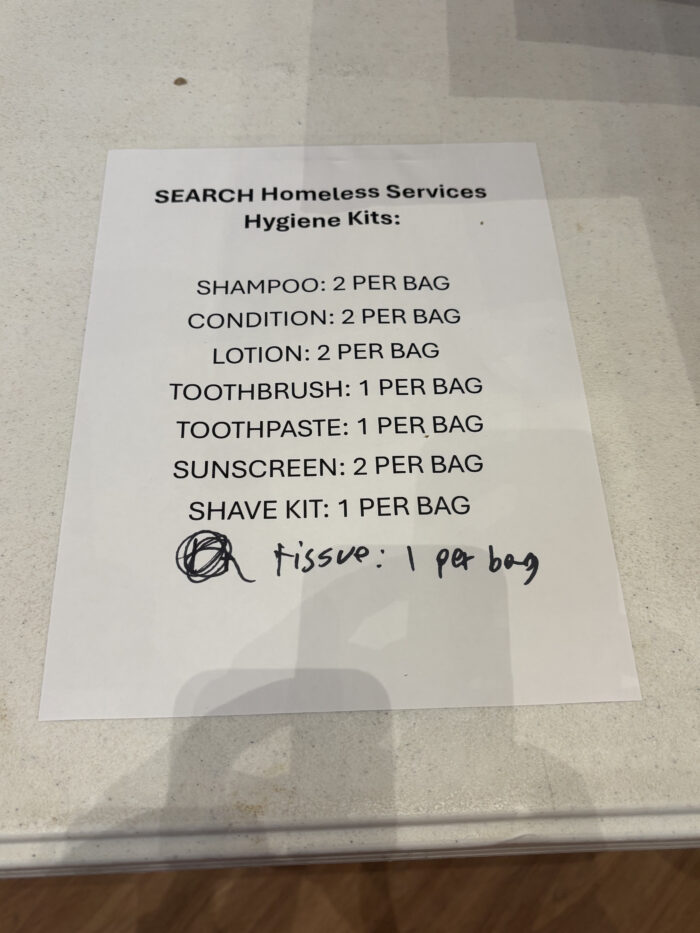 SEARCH Homeless Services
Hygiene Kits:
SHAMPOO: 2 PER BAG
CONDITION: 2 PER BAG
LOTION: 2 PER BAG
TOOTHBRUSH: 1 PER BAG
TOOTHPASTE: 1 PER BAG
SUNSCREEN: 2 PER BAG
SHAVE KIT: 1 PER BAG
tissue: 1 per bag